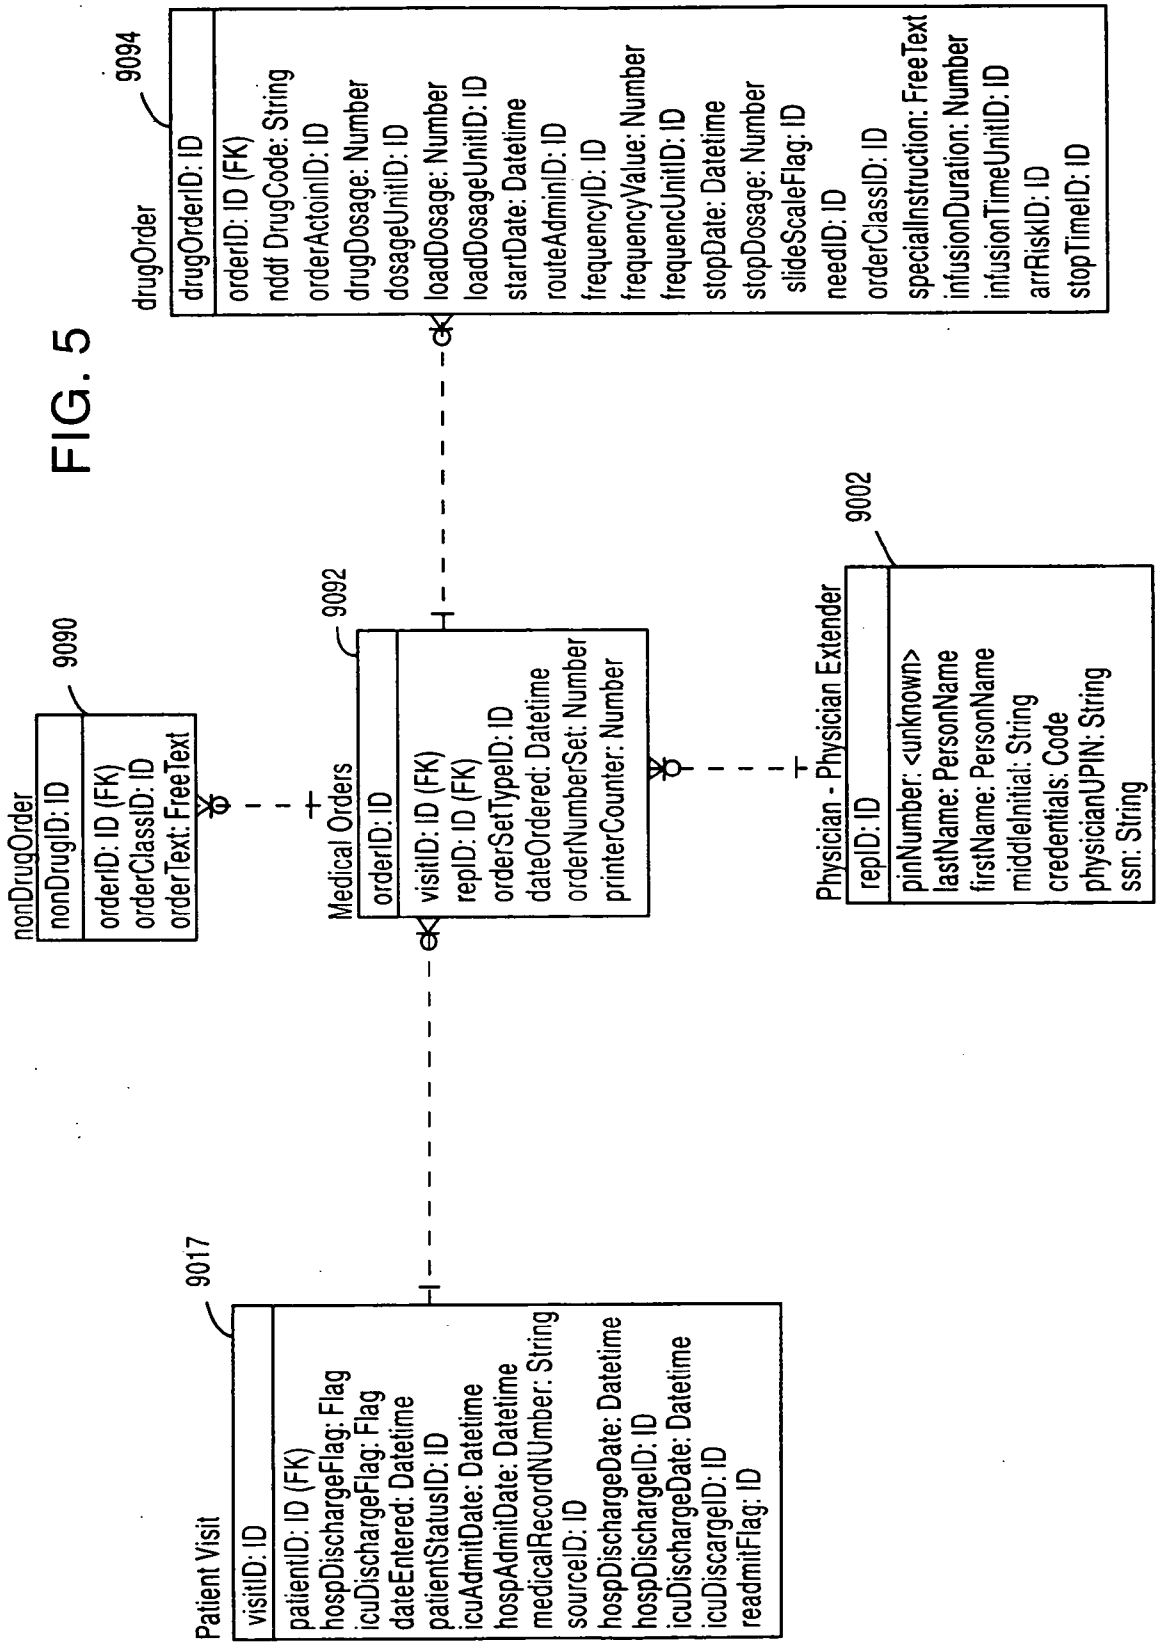 FIG. 5
nonDrugOrder
9090
nonDrugID: ID
orderID: ID (FK)
orderClassID: ID
orderText: FreeText
drugOrder
9094
drugOrderID: ID
orderID: ID (FK)
nddf DrugCode: String
orderActoinID: ID
drugDosage: Number
dosageUnitID: ID
loadDosage: Number
loadDosageUnitID: ID
startDate: Datetime
routeAdminID: ID
frequencyID: ID
frequencyValue: Number
frequencUnitID: ID
stopDate: Datetime
stopDosage: Number
slideScaleFlag: ID
needID: ID
orderClassID: ID
specialInstruction: FreeText
infusionDuration: Number
infusionTimeUnitID: ID
arrRiskID: ID
stopTimeID: ID
Patient Visit
9017
visitID: ID
patientID: ID (FK)
hospDischargeFlag: Flag
icuDischargeFlag: Flag
dateEntered: Datetime
patientStatusID: ID
icuAdmitDate: Datetime
hospAdmitDate: Datetime
medicalRecordNUmber: String
sourceID: ID
hospDischargeDate: Datetime
hospDischargeID: ID
icuDischargeDate: Datetime
icuDiscargeID: ID
readmitFlag: ID
Medical Orders
9092
orderID: ID
visitID: ID (FK)
repID: ID (FK)
orderSetTypeID: ID
dateOrdered: Datetime
orderNumberSet: Number
printerCounter: Number
Physician - Physician Extender
9002
repID: ID
pinNumber: <unknown>
lastName: PersonName
firstName: PersonName
middleInitial: String
credentials: Code
physicianUPIN: String
ssn: String